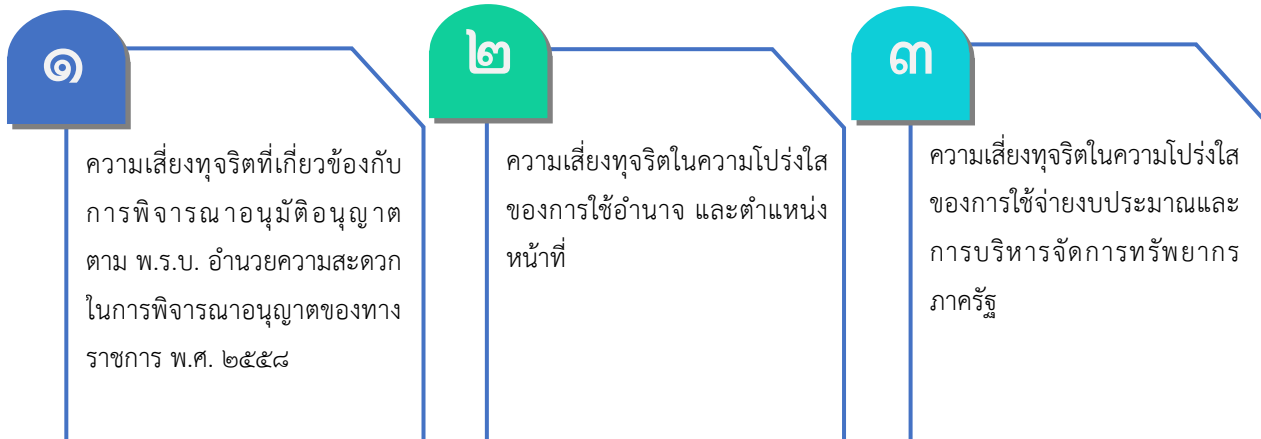 ๑
ความเสี่ยงทุจริตที่เกี่ยวข้องกับ
การพิจารณาอนุมัติอนุญาต
ตาม พ.ร.บ. อำนวยความสะดวก
ในการพิจารณาอนุญาตของทาง
ราชการ พ.ศ. ๒๕๕๘
๒
ความเสี่ยงทุจริตในความโปร่งใส
ของการใช้อำนาจ และตำแหน่ง
หน้าที่
๓
ความเสี่ยงทุจริตในความโปร่งใส
ของการใช้จ่ายงบประมาณและ
การบริหารจัดการทรัพยากร
ภาครัฐ